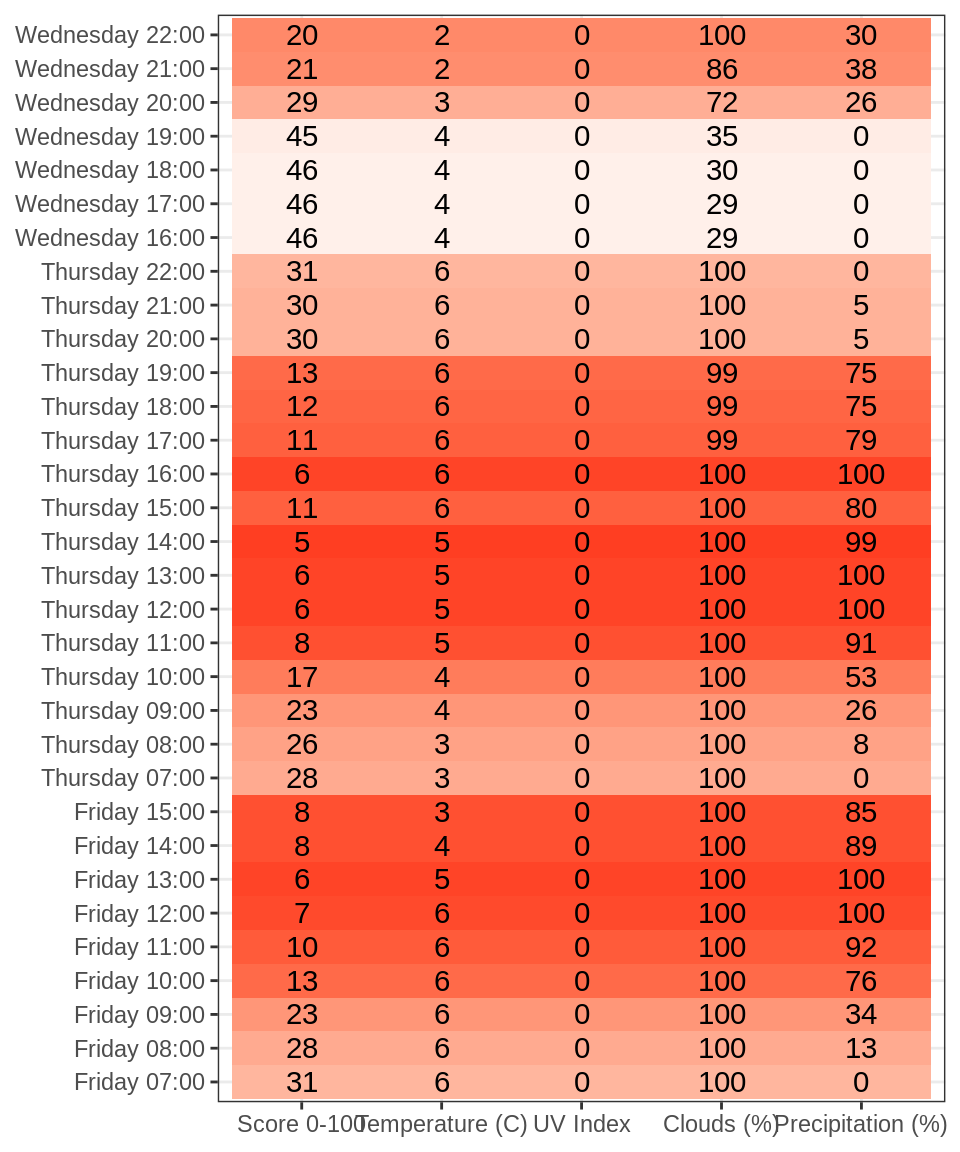 Wednesday 22:00 20 2 0 100 30
Wednesday 21:00 21 2 0 86 38
Wednesday 20:00 29 3 0 72 26
Wednesday 19:00 45 4 0 35 0
Wednesday 18:00 46 4 0 30 0
Wednesday 17:00 46 4 0 29 0
Wednesday 16:00 46 4 0 29 0
Thursday 22:00 31 6 0 100 0
Thursday 21:00 30 6 0 100 5
Thursday 20:00 30 6 0 100 5
Thursday 19:00 13 6 0 99 75
Thursday 18:00 12 6 0 99 75
Thursday 17:00 11 6 0 99 79
Thursday 16:00 6 6 0 100 100
Thursday 15:00 11 6 0 100 80
Thursday 14:00 5 5 0 100 99
Thursday 13:00 6 5 0 100 100
Thursday 12:00 6 5 0 100 100
Thursday 11:00 8 5 0 100 91
Thursday 10:00 17 4 0 100 53
Thursday 09:00 23 4 0 100 26
Thursday 08:00 26 3 0 100 8
Thursday 07:00 28 3 0 100 0
Friday 15:00 8 3 0 100 85
Friday 14:00 8 4 0 100 89
Friday 13:00 6 5 0 100 100
Friday 12:00 7 6 0 100 100
Friday 11:00 10 6 0 100 92
Friday 10:00 13 6 0 100 76
Friday 09:00 23 6 0 100 34
Friday 08:00 28 6 0 100 13
Friday 07:00 31 6 0 100 0
Score 0-100 Temperature (C) UV Index Clouds (%) Precipitation (%)